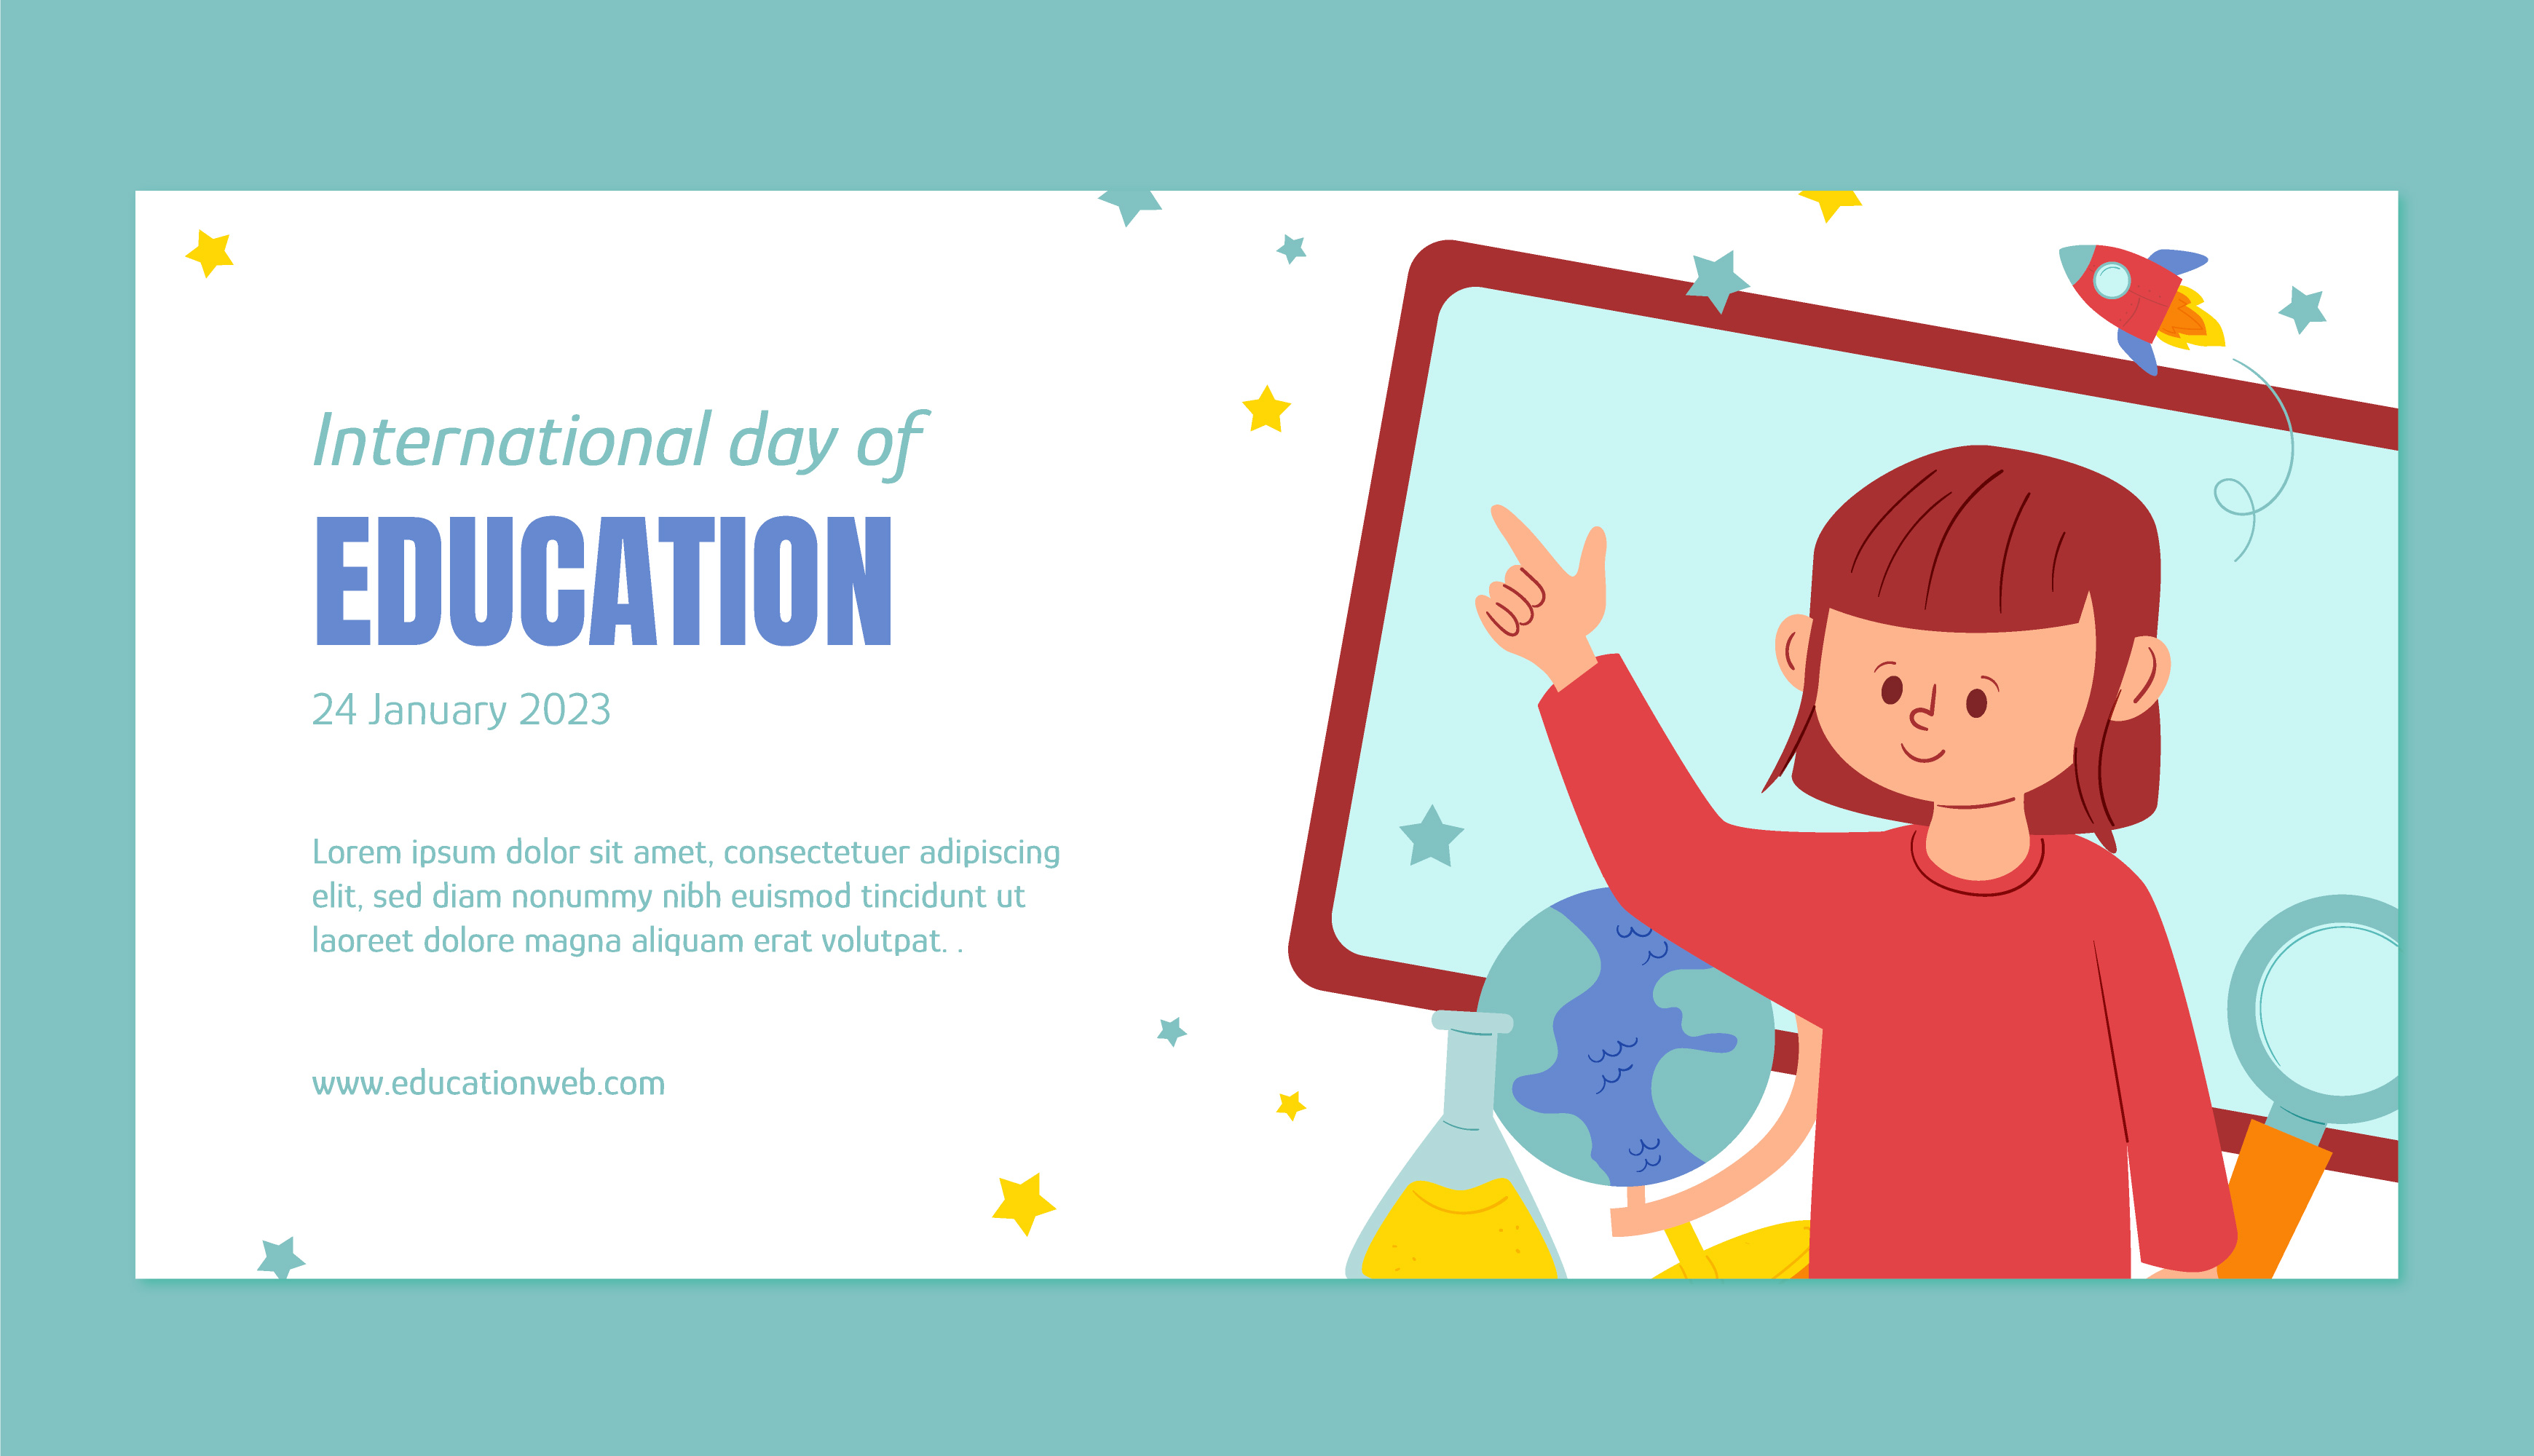 International day of
EDUCATION
24 January 2023
Lorem ipsum dolor sit amet, consectetuer adipiscing
elit, sed diam nonummy nibh euismod tincidunt ut
laoreet dolore magna aliquam erat volutpat. .
www.educationweb.com